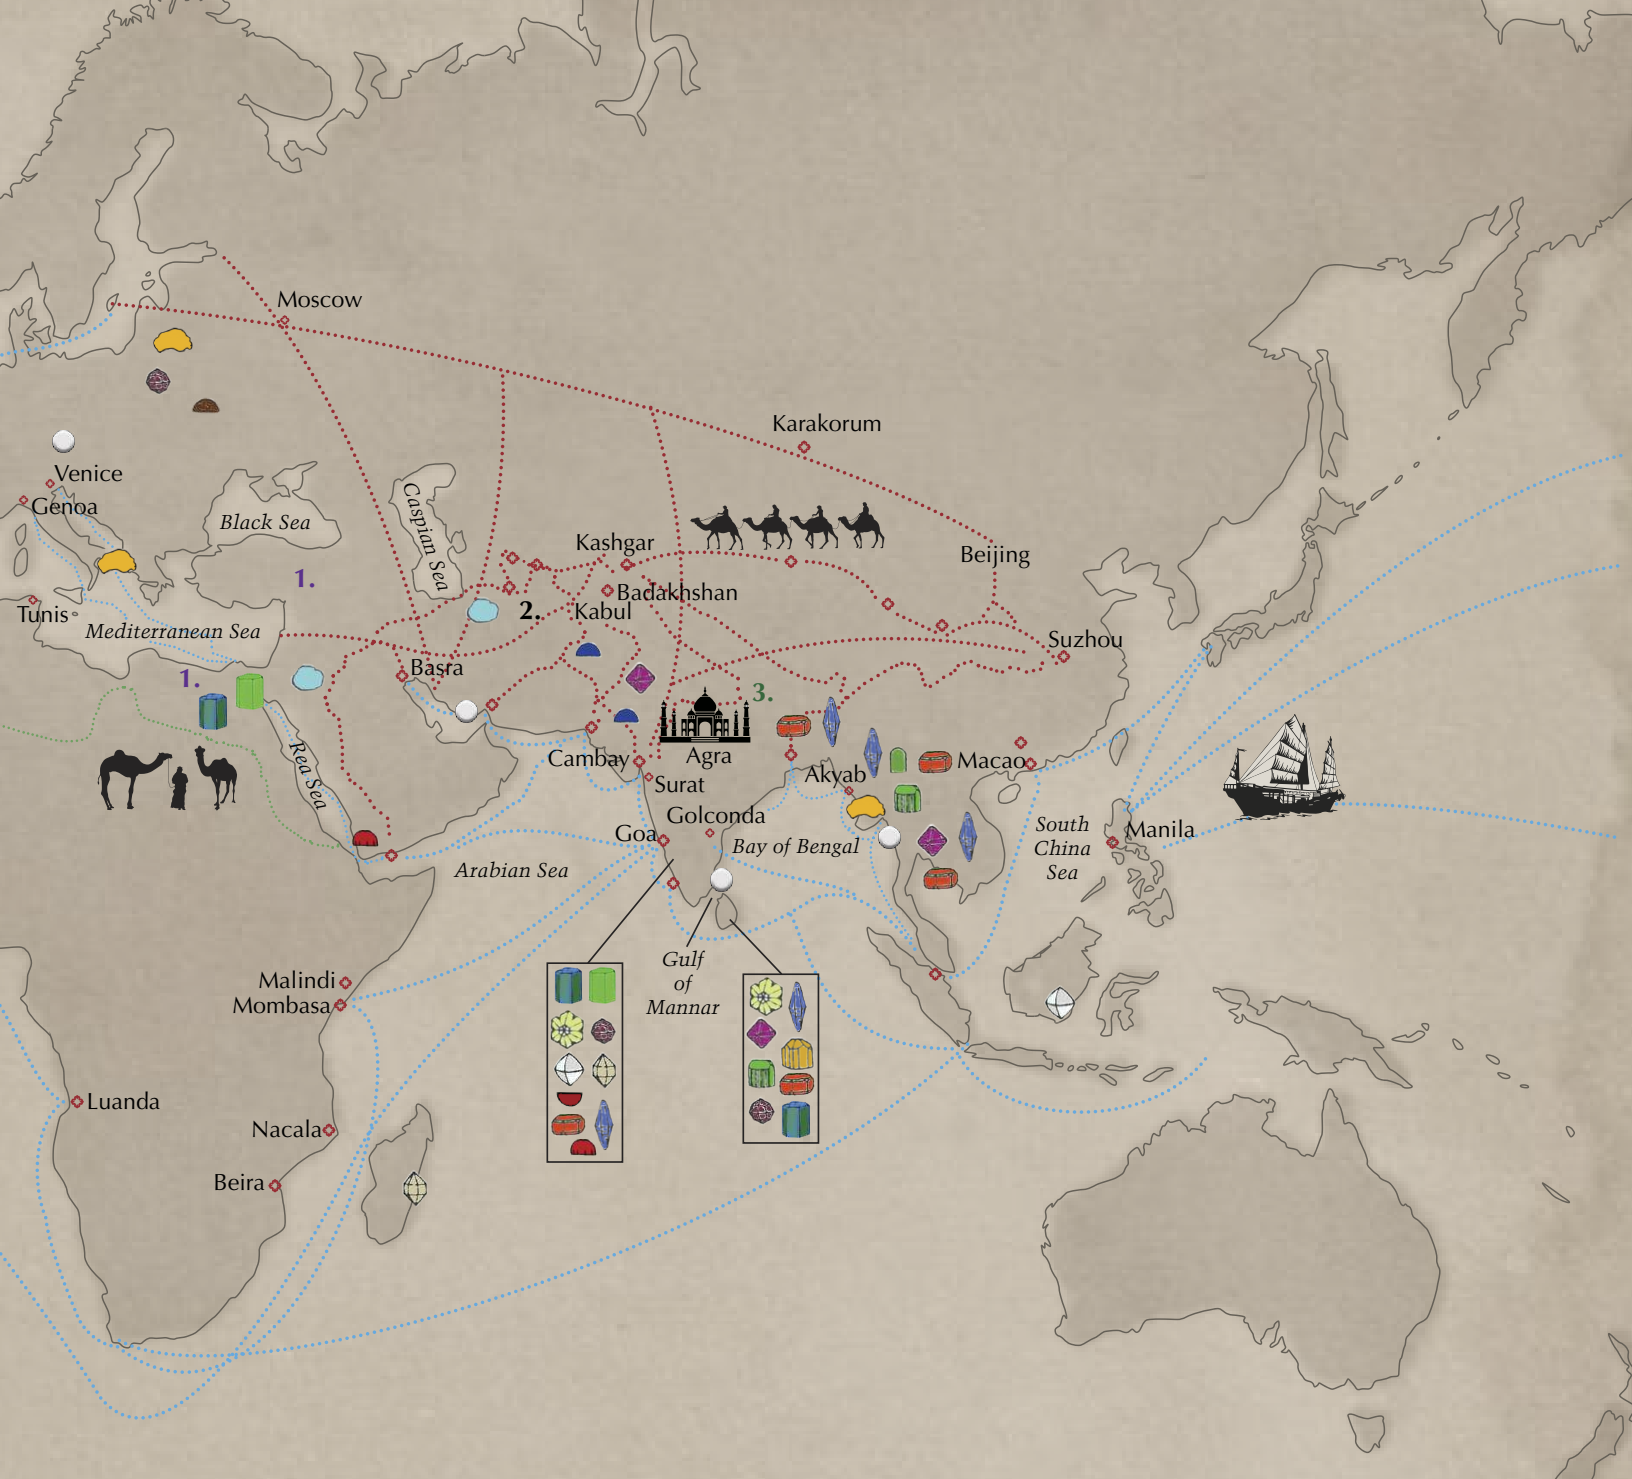 Moscow
Karakorum
Venice
Genoa
Black Sea
Caspian Sea
Kashgar
Beijing
1.
2.
Badakhshan
Kabul
Tunis
Mediterranean Sea
Suzhou
Basra
1.
3.
Rea Sea
Cambay
Agra
Surat
Akyab
Macao
Golconda
Goa
Bay of Bengal
South
China
Sea
Manila
Arabian Sea
Gulf
of
Mannar
Malindi
Mombasa
Luanda
Nacala
Beira